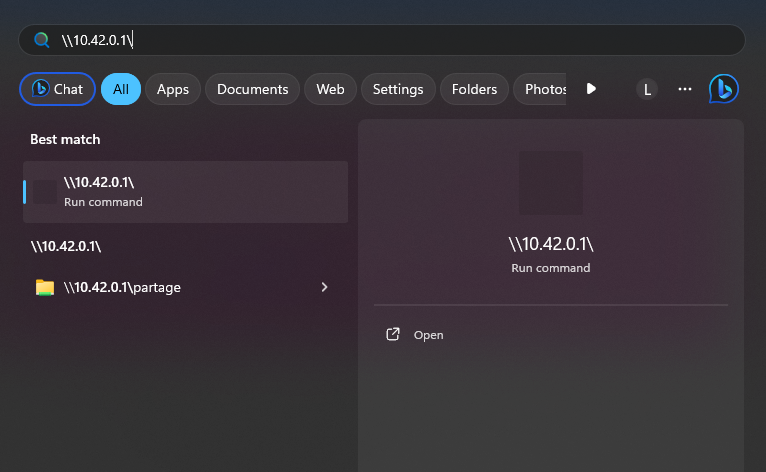 \\10.42.0.1\
Chat All Apps Documents Web Settings Folders Photos L ...
Best match
\\10.42.0.1\
Run command
\\10.42.0.1\
\\10.42.0.1\partage
\\10.42.0.1\
Run command
Open